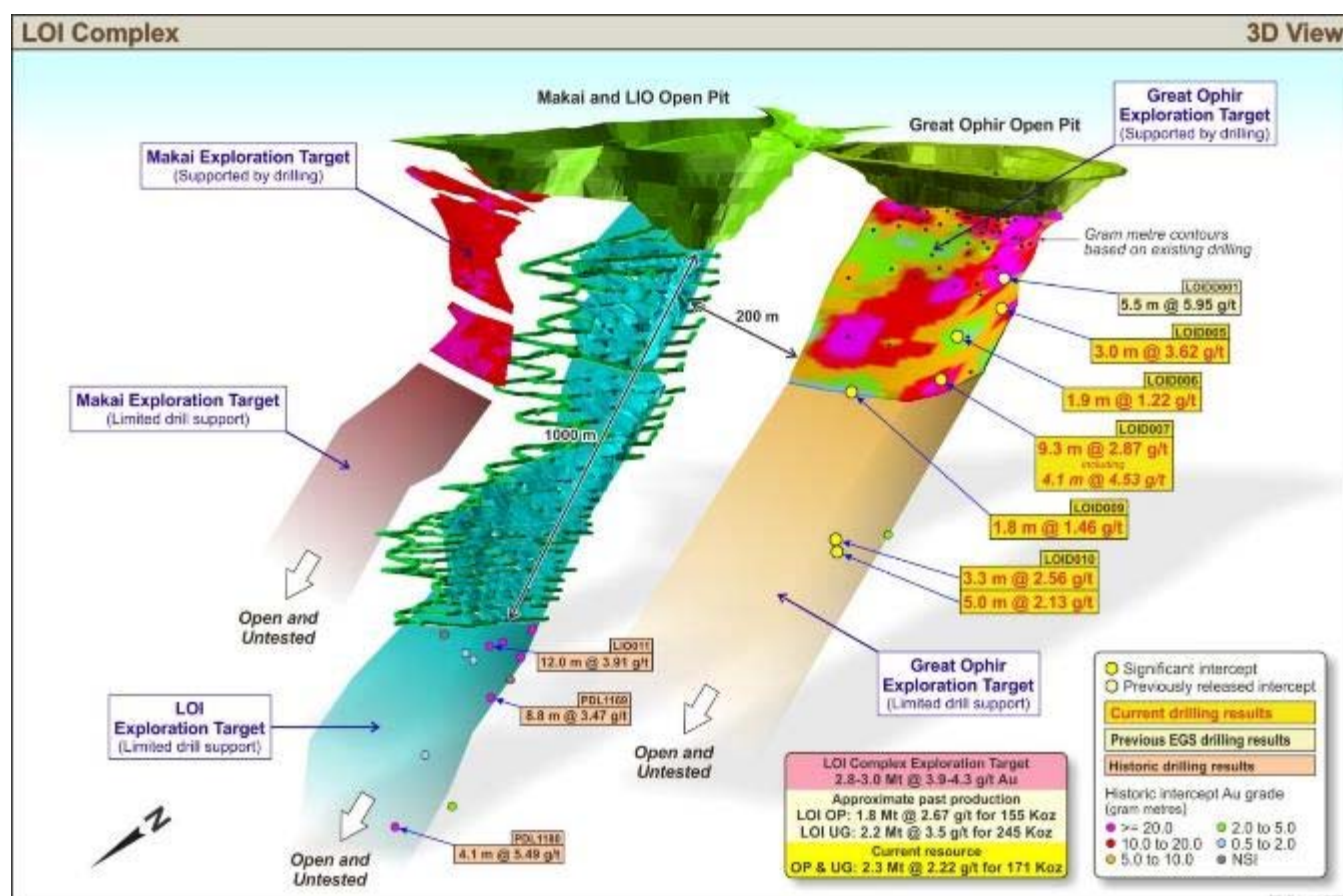 LOI Complex
3D View
Makai and LIO Open Pit
Great Ophir Open Pit
Great Ophir
Exploration Target
(Supported by drilling)
Makai Exploration Target
(Supported by drilling)
Gram metre contours
based on existing drilling
LOIDD001
5.5 m @ 5.95 g/t
200 m
LOID005
3.0 m @ 3.62 g/t
LOID006
1.9 m @ 1.22 g/t
Makai Exploration Target
(Limited drill support)
1000 m
LOID007
9.3 m @ 2.87 g/t
including
4.1 m @ 4.53 g/t
LOID009
1.8 m @ 1.46 g/t
LOID010
3.3 m @ 2.56 g/t
5.0 m @ 2.13 g/t
Open and
Untested
LIO011
12.0 m @ 3.91 g/t
PDL1169
8.8 m @ 3.47 g/t
LOI
Exploration Target
(Limited drill support)
Great Ophir
Exploration Target
(Limited drill support)
Open and
Untested
Open and
Untested
PDL1180
4.1 m @ 5.49 g/t
N
LOI Complex Exploration Target
2.8-3.0 Mt @ 3.9-4.3 g/t Au
Approximate past production
LOI OP: 1.8 Mt @ 2.67 g/t for 155 Koz
LOI UG: 2.2 Mt @ 3.5 g/t for 245 Koz
Current resource
OP & UG: 2.3 Mt @ 2.22 g/t for 171 Koz
Significant intercept
Previously released intercept
Current drilling results
Previous EGS drilling results
Historic drilling results
Historic intercept Au grade
(gram metres)
>= 20.0
10.0 to 20.0
5.0 to 10.0
2.0 to 5.0
0.5 to 2.0
NSI